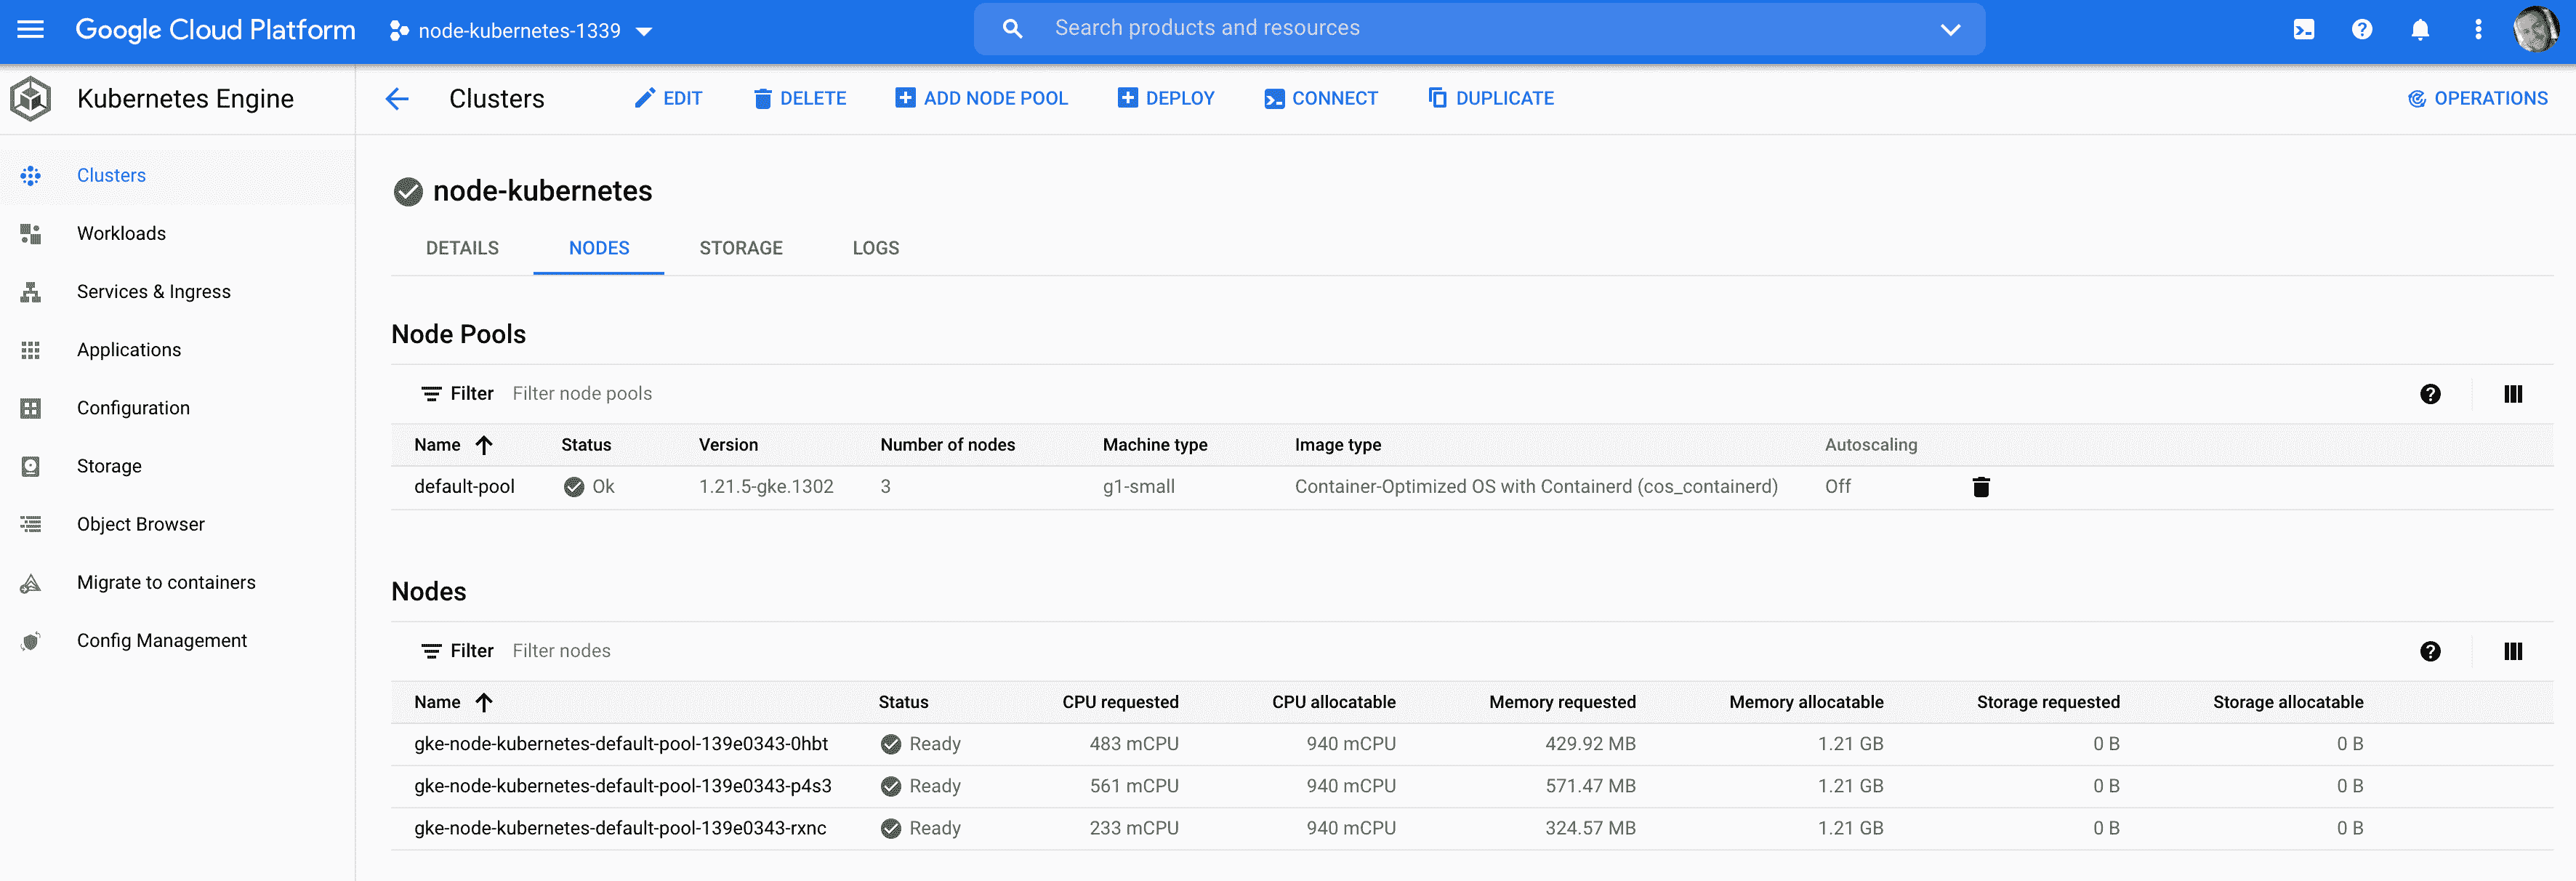 Google Cloud Platform node-kubernetes-1339 Search products and resources
Kubernetes Engine Clusters EDIT DELETE ADD NODE POOL DEPLOY CONNECT DUPLICATE OPERATIONS
Clusters
Workloads
Services & Ingress
Applications
Configuration
Storage
Object Browser
Migrate to containers
Config Management
node-kubernetes
DETAILS NODES STORAGE LOGS
Node Pools
Filter Filter node pools
Name Status Version Number of nodes Machine type Image type Autoscaling
default-pool Ok 1.21.5-gke.1302 3 g1-small Container-Optimized OS with Containerd (cos_containerd) Off
Nodes
Filter Filter nodes
Name Status CPU requested CPU allocatable Memory requested Memory allocatable Storage requested Storage allocatable
gke-node-kubernetes-default-pool-139e0343-0hbt Ready 483 mCPU 940 mCPU 429.92 MB 1.21 GB 0 B 0 B
gke-node-kubernetes-default-pool-139e0343-p4s3 Ready 561 mCPU 940 mCPU 571.47 MB 1.21 GB 0 B 0 B
gke-node-kubernetes-default-pool-139e0343-rxnc Ready 233 mCPU 940 mCPU 324.57 MB 1.21 GB 0 B 0 B